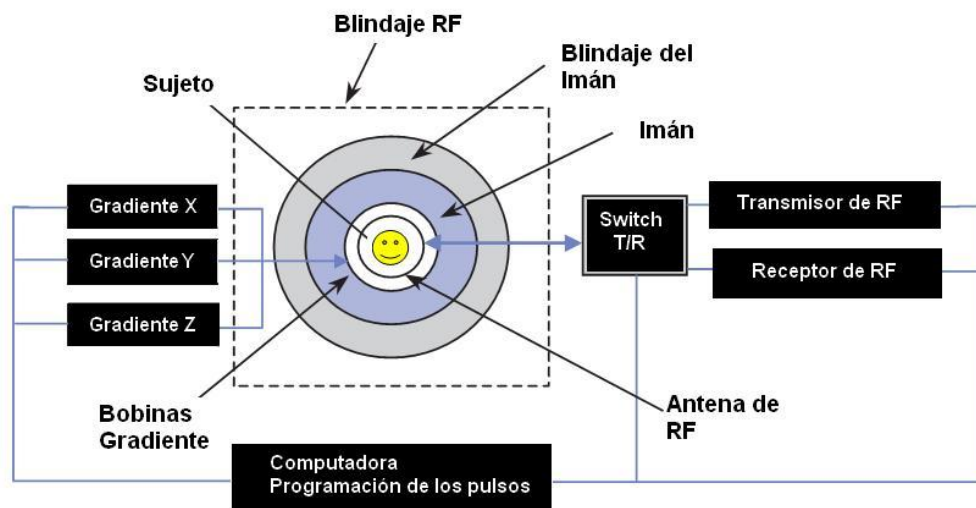 Blindaje RF
Blindaje del
Imán
Sujeto
Imán
Gradiente X
Gradiente Y
Gradiente Z
Switch
T/R
Transmisor de RF
Receptor de RF
Bobinas
Gradiente
Antena de
RF
Computadora
Programación de los pulsos